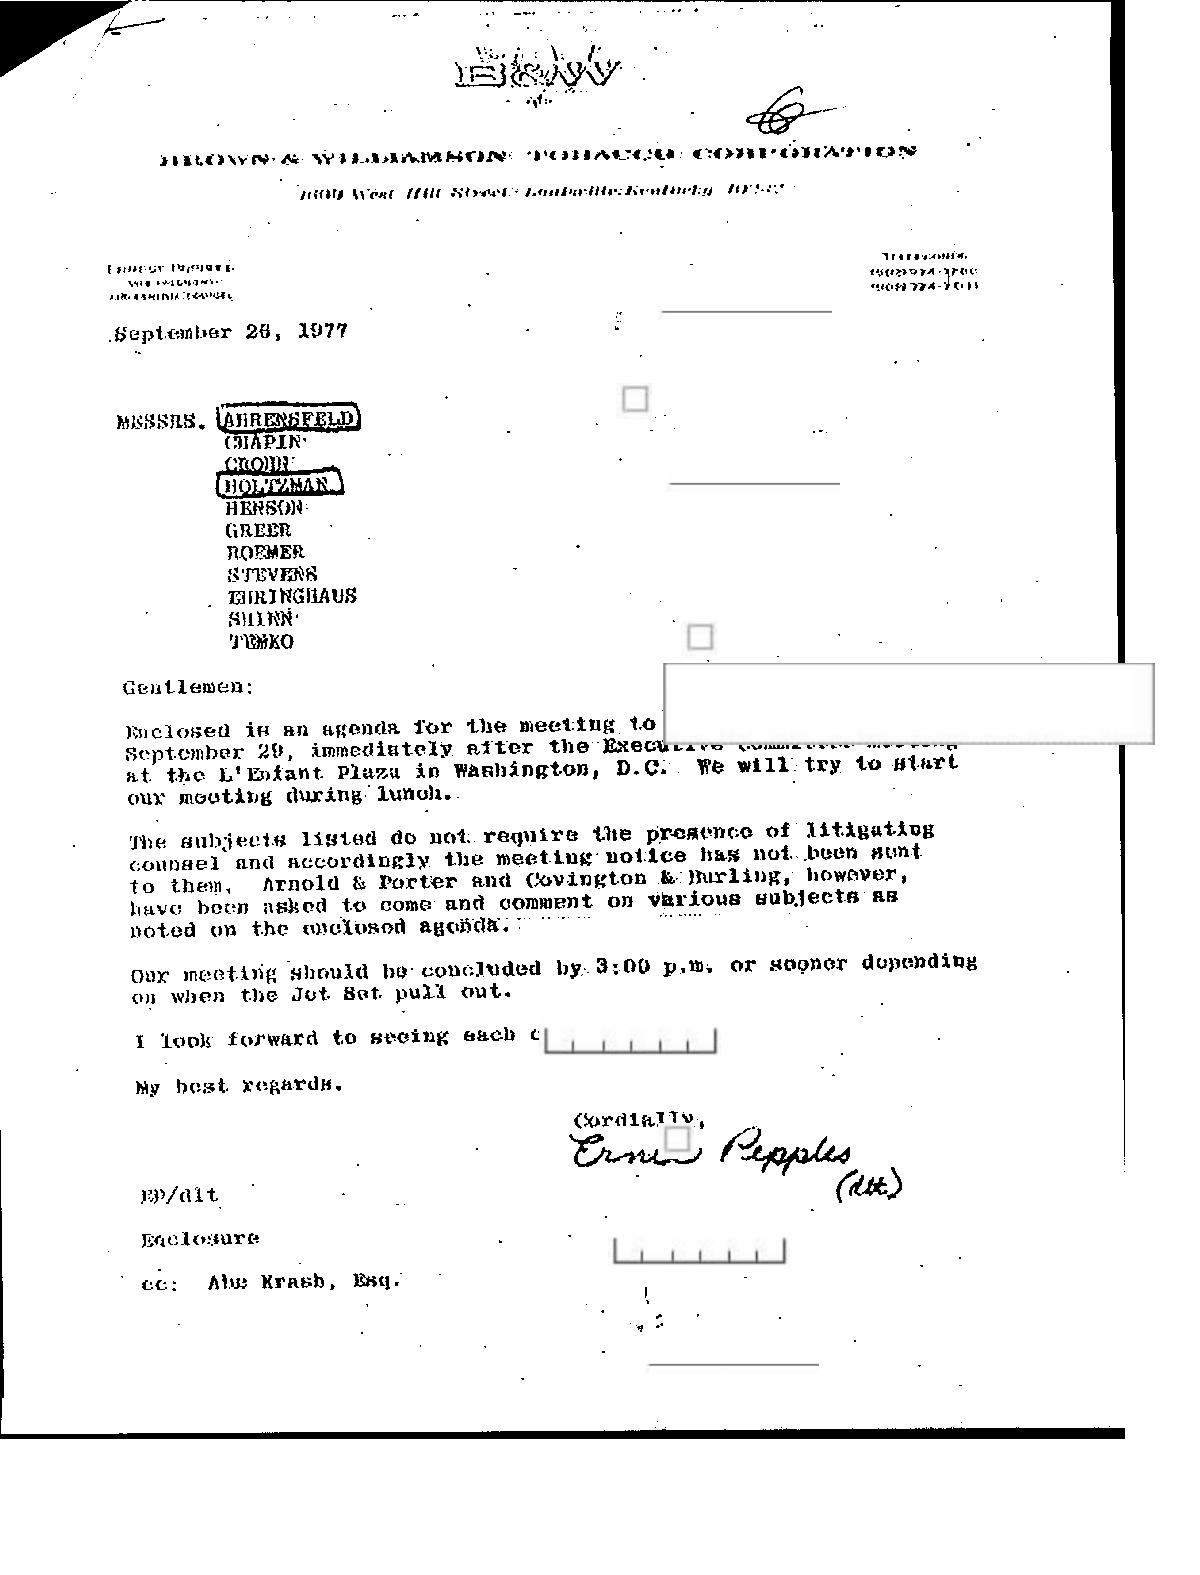 B&W
BROWN & WILLIAMSON TOBACCO CORPORATION
1600 West Hill Street, Louisville, Kentucky
September 26, 1977
MESSRS. AHRENSFELD
CHAPIN
CROHN
HOLTZMAN
HENSON
GREER
ROEMER
STEVENS
EHRINGHAUS
SHINN
TEMKO
Gentlemen:
Enclosed is an agenda for the meeting to
September 29, immediately after the Executive Committee meeting
at the L'Enfant Plaza in Washington, D.C. We will try to start
our meeting during lunch.
The subjects listed do not require the presence of litigating
counsel and accordingly the meeting notice has not been sent
to them. Arnold & Porter and Covington & Burling, however,
have been asked to come and comment on various subjects as
noted on the enclosed agenda.
Our meeting should be concluded by 3:00 p.m. or sooner depending
on when the Jet Set pull out.
I look forward to seeing each
My best regards.
Cordially,
Ernie Pepples
(dlt)
EP/dlt
Enclosure
cc: Abe Krash, Esq.